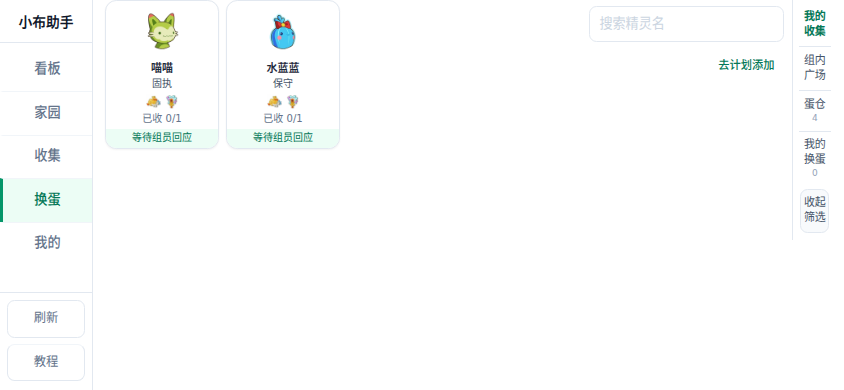 小布助手
看板
家园
收集
换蛋
我的
刷新
教程
喵喵
固执
已收 0/1
等待组员回应
水蓝蓝
保守
已收 0/1
等待组员回应
搜索精灵名
去计划添加
我的
收集
组内
广场
蛋仓
4
我的
换蛋
0
收起
筛选